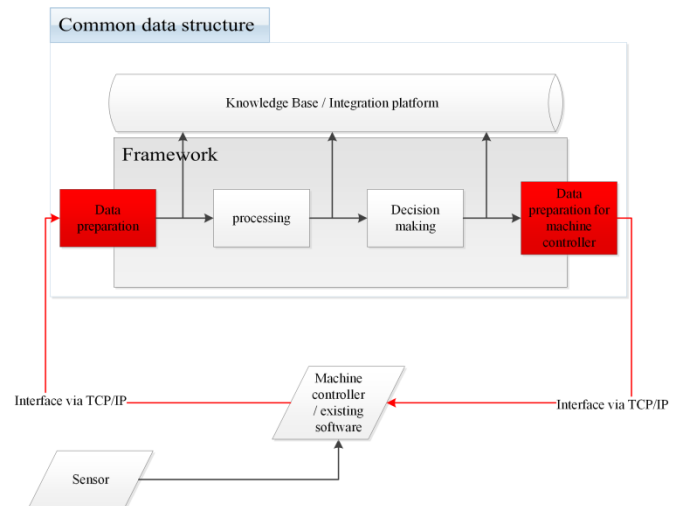 Common data structure
Knowledge Base / Integration platform
Framework
Data
preparation
processing
Decision
making
Data
preparation for
machine
controller
Interface via TCP/IP
Machine
controller
/ existing
software
Interface via TCP/IP
Sensor